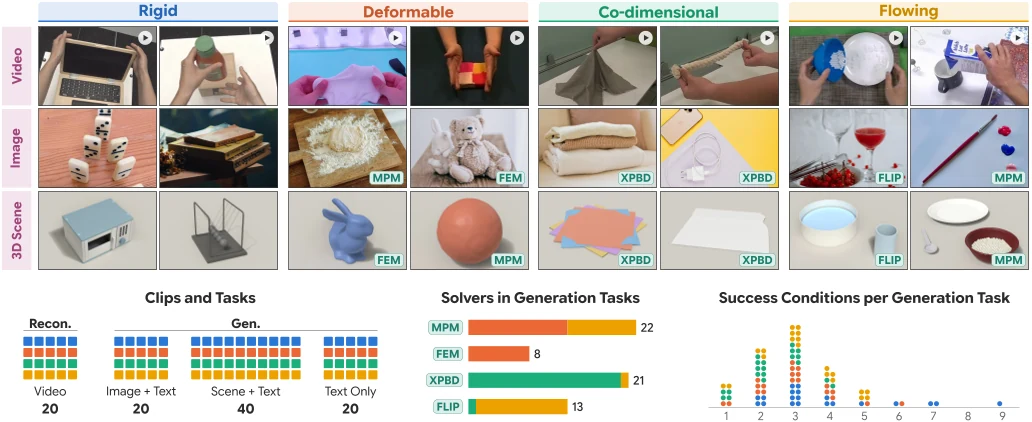 Rigid
Deformable
Co-dimensional
Flowing
Video
Image
MPM
FEM
XPBD
XPBD
FLIP
MPM
3D Scene
FEM
MPM
XPBD
XPBD
FLIP
MPM
Clips and Tasks
Recon.
Gen.
Video
20
Image + Text
20
Scene + Text
40
Text Only
20
Solvers in Generation Tasks
MPM 22
FEM 8
XPBD 21
FLIP 13
Success Conditions per Generation Task
1 2 3 4 5 6 7 8 9